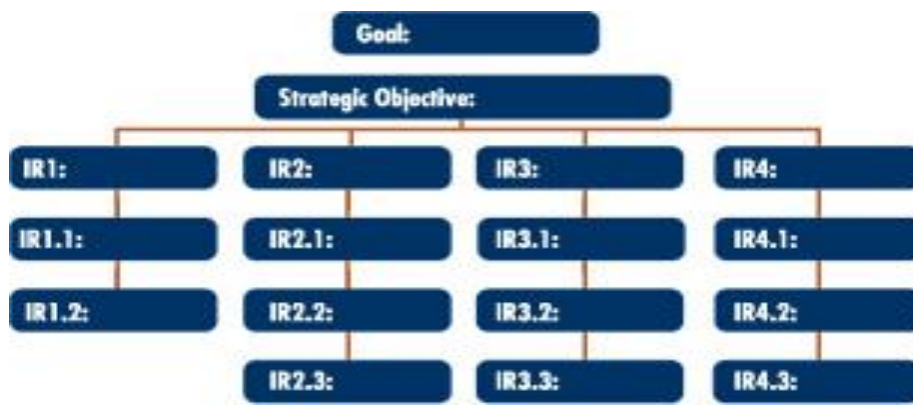 Goal:
Strategic Objective:
IR1: IR2: IR3: IR4:
IR1.1: IR2.1: IR3.1: IR4.1:
IR1.2: IR2.2: IR3.2: IR4.2:
IR2.3: IR3.3: IR4.3: